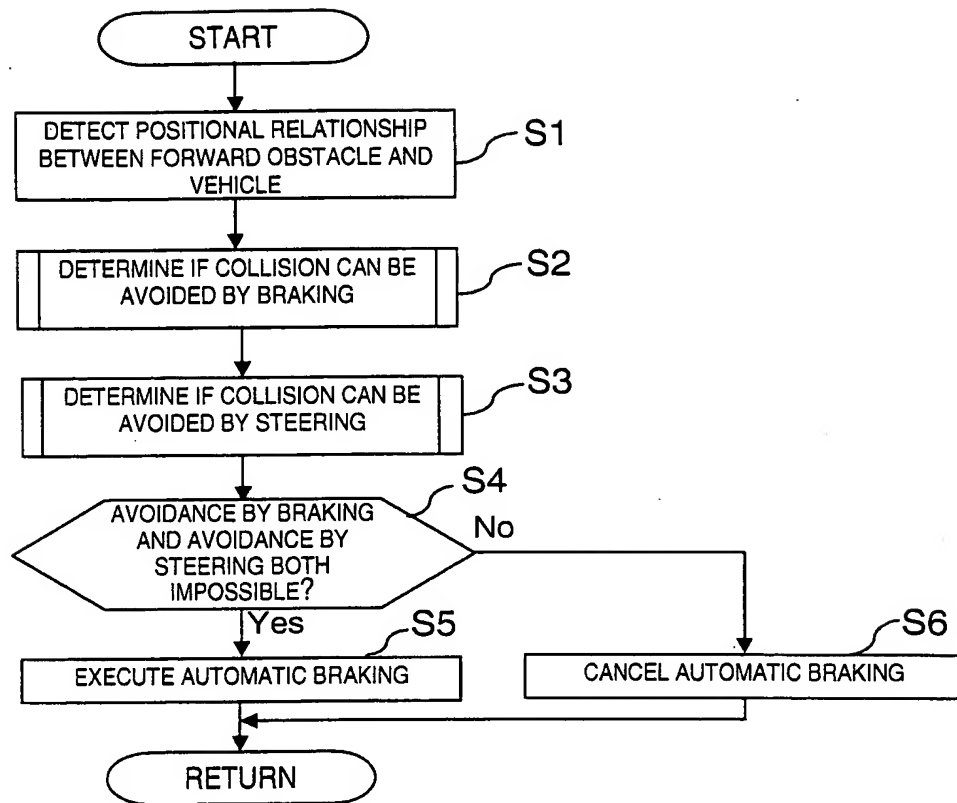 START
DETECT POSITIONAL RELATIONSHIP
BETWEEN FORWARD OBSTACLE AND
VEHICLE
S1
DETERMINE IF COLLISION CAN BE
AVOIDED BY BRAKING
S2
DETERMINE IF COLLISION CAN BE
AVOIDED BY STEERING
S3
S4
AVOIDANCE BY BRAKING
AND AVOIDANCE BY
STEERING BOTH
IMPOSSIBLE?
No
Yes
S5
EXECUTE AUTOMATIC BRAKING
S6
CANCEL AUTOMATIC BRAKING
RETURN